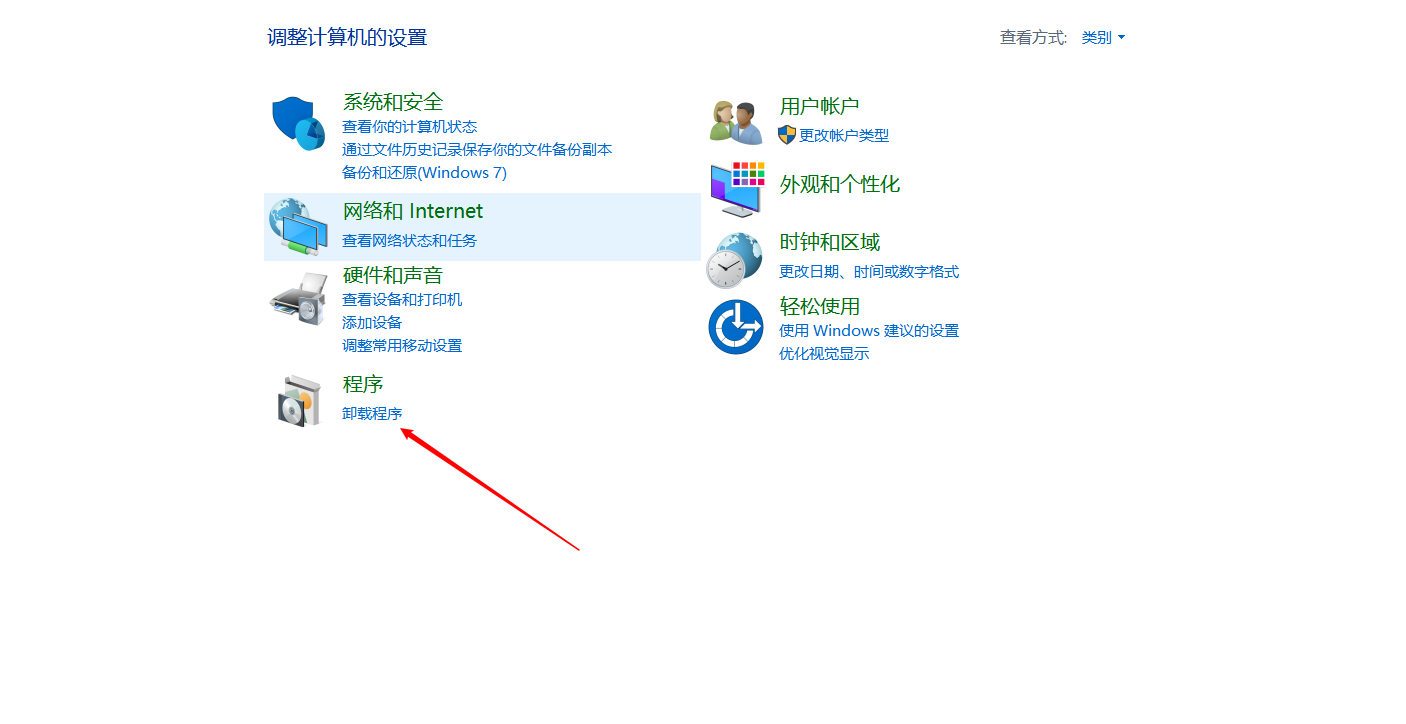 调整计算机的设置
查看方式: 类别
系统和安全
查看你的计算机状态
通过文件历史记录保存你的文件备份副本
备份和还原(Windows 7)
网络和 Internet
查看网络状态和任务
硬件和声音
查看设备和打印机
添加设备
调整常用移动设置
程序
卸载程序
用户帐户
更改帐户类型
外观和个性化
时钟和区域
更改日期、时间或数字格式
轻松使用
使用 Windows 建议的设置
优化视觉显示